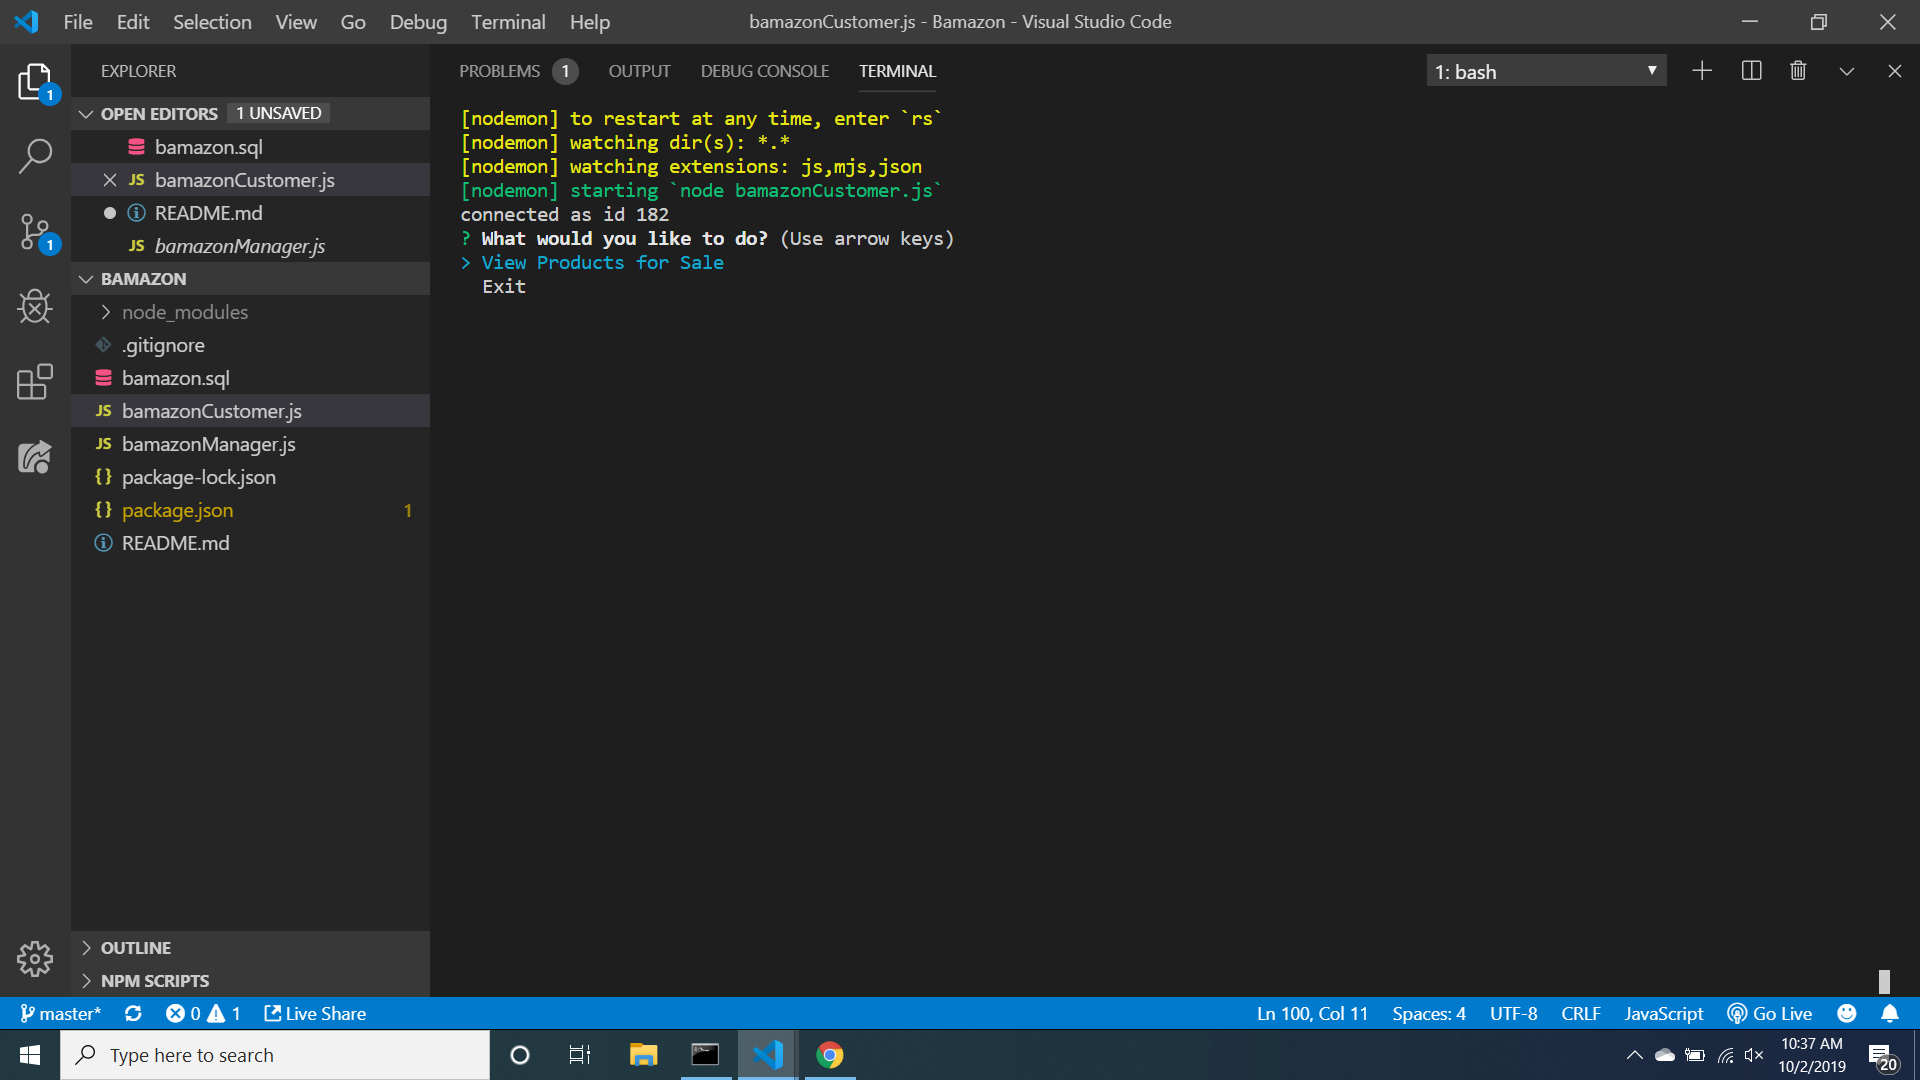 File Edit Selection View Go Debug Terminal Help
bamazonCustomer.js - Bamazon - Visual Studio Code
1
1
EXPLORER
OPEN EDITORS 1 UNSAVED
bamazon.sql
JS bamazonCustomer.js
README.md
JS bamazonManager.js
BAMAZON
node_modules
.gitignore
bamazon.sql
JS bamazonCustomer.js
JS bamazonManager.js
{} package-lock.json
{} package.json 1
README.md
OUTLINE
NPM SCRIPTS
PROBLEMS 1 OUTPUT DEBUG CONSOLE TERMINAL
1: bash
[nodemon] to restart at any time, enter `rs`
[nodemon] watching dir(s): *.*
[nodemon] watching extensions: js,mjs,json
[nodemon] starting `node bamazonCustomer.js`
connected as id 182
? What would you like to do? (Use arrow keys)
> View Products for Sale
Exit
master* 0 1 Live Share
Ln 100, Col 11 Spaces: 4 UTF-8 CRLF JavaScript Go Live
Type here to search
10:37 AM
10/2/2019
20